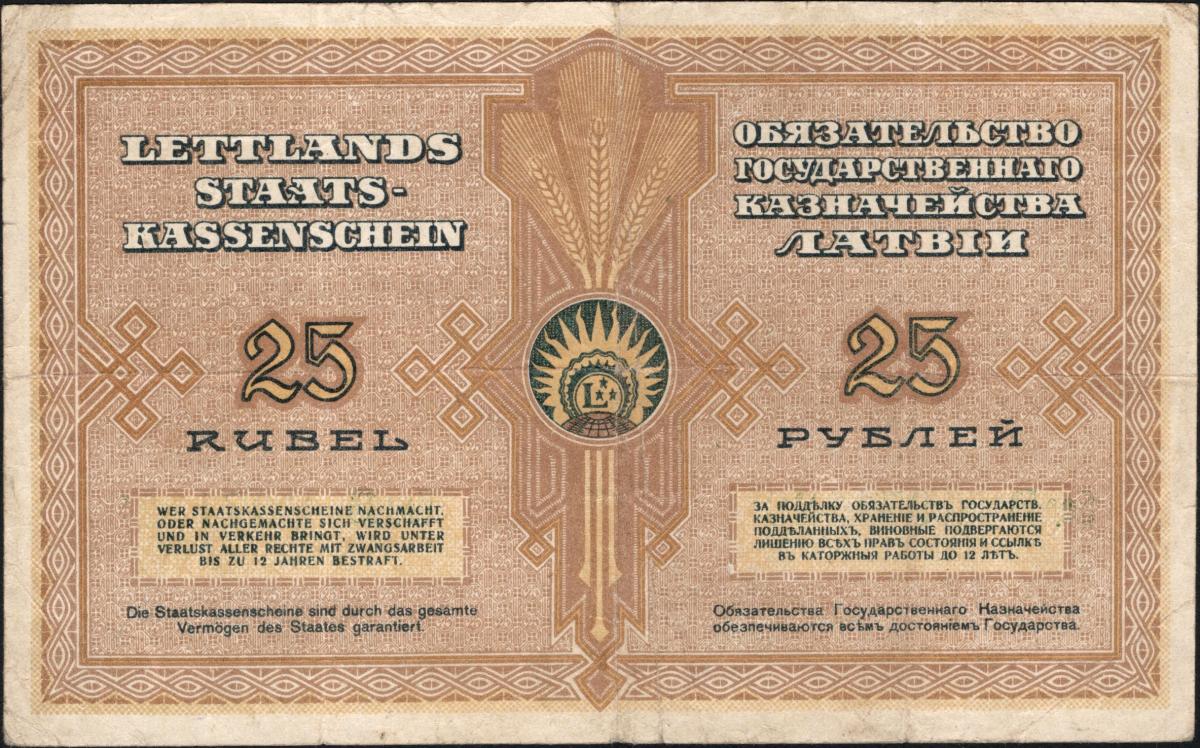 LETTLANDS
STAATS-
KASSENSCHEIN
25
RUBEL
WER STAATSKASSENSCHEINE NACHMACHT,
ODER NACHGEMACHTE SICH VERSCHAFFT
UND IN VERKEHR BRINGT, WIRD UNTER
VERLUST ALLER RECHTE MIT ZWANGSARBEIT
BIS ZU 12 JAHREN BESTRAFT.
Die Staatskassenscheine sind durch das gesamte
Vermögen des Staates garantiert.
L
ОБЯЗАТЕЛЬСТВО
ГОСУДАРСТВЕННАГО
КАЗНАЧЕЙСТВА
ЛАТВІИ
25
РУБЛЕЙ
ЗА ПОДДѢЛКУ ОБЯЗАТЕЛЬСТВЪ ГОСУДАРСТВ.
КАЗНАЧЕЙСТВА, ХРАНЕНІЕ И РАСПРОСТРАНЕНІЕ
ПОДДѢЛАННЫХЪ, ВИНОВНЫЕ ПОДВЕРГАЮТСЯ
ЛИШЕНІЮ ВСѢХЪ ПРАВЪ СОСТОЯНІЯ И ССЫЛКѢ
ВЪ КАТОРЖНЫЯ РАБОТЫ ДО 12 ЛѢТЪ.
Обязательства Государственнаго Казначейства
обезпечиваются всѣмъ достояніемъ Государства.